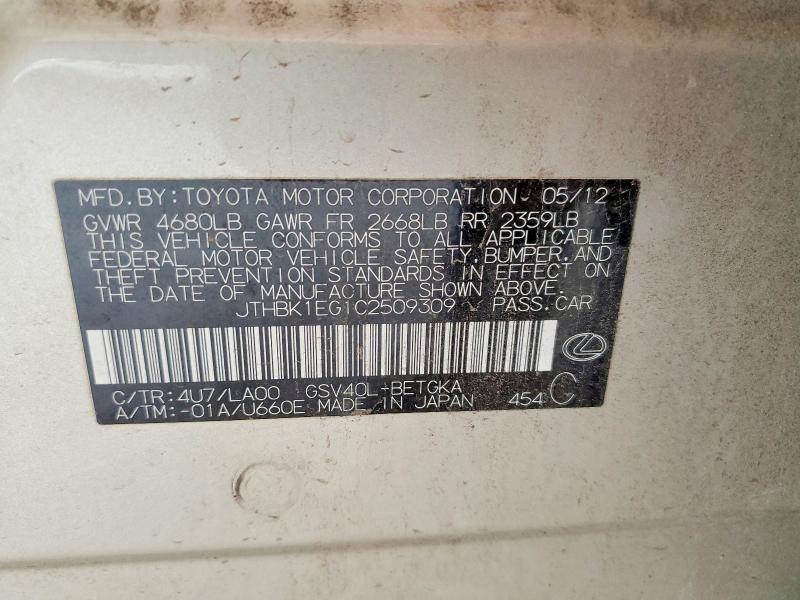 MFD. BY: TOYOTA MOTOR CORPORATION 05/12
GVWR 4680LB GAWR FR 2668LB RR 2359LB
THIS VEHICLE CONFORMS TO ALL APPLICABLE
FEDERAL MOTOR VEHICLE SAFETY, BUMPER, AND
THEFT PREVENTION STANDARDS IN EFFECT ON
THE DATE OF MANUFACTURE SHOWN ABOVE.
JTHBK1EG1C2509309 PASS. CAR
C/TR: 4U7/LA00 GSV40L-BETGKA
A/TM: -01A/U660E MADE IN JAPAN 454 C